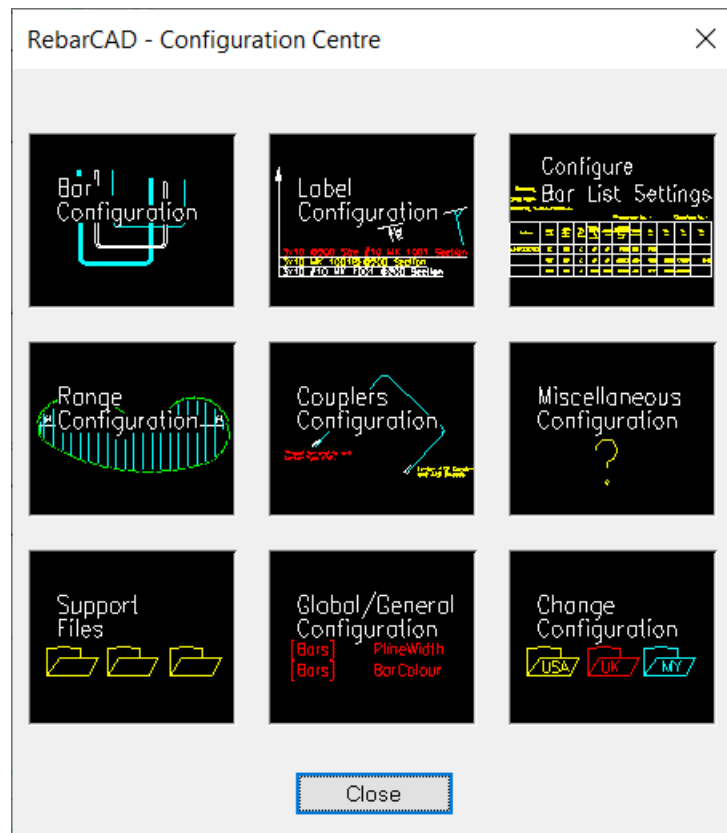 RebarCAD - Configuration Centre
Bar
Configuration
Label
Configuration
Configure
Bar List Settings
Range
Configuration
Couplers
Configuration
Miscellaneous
Configuration
?
Support
Files
Global/General
Configuration
[Bars] PlineWidth
[Bars] BarColour
Change
Configuration
USA UK MY
Close